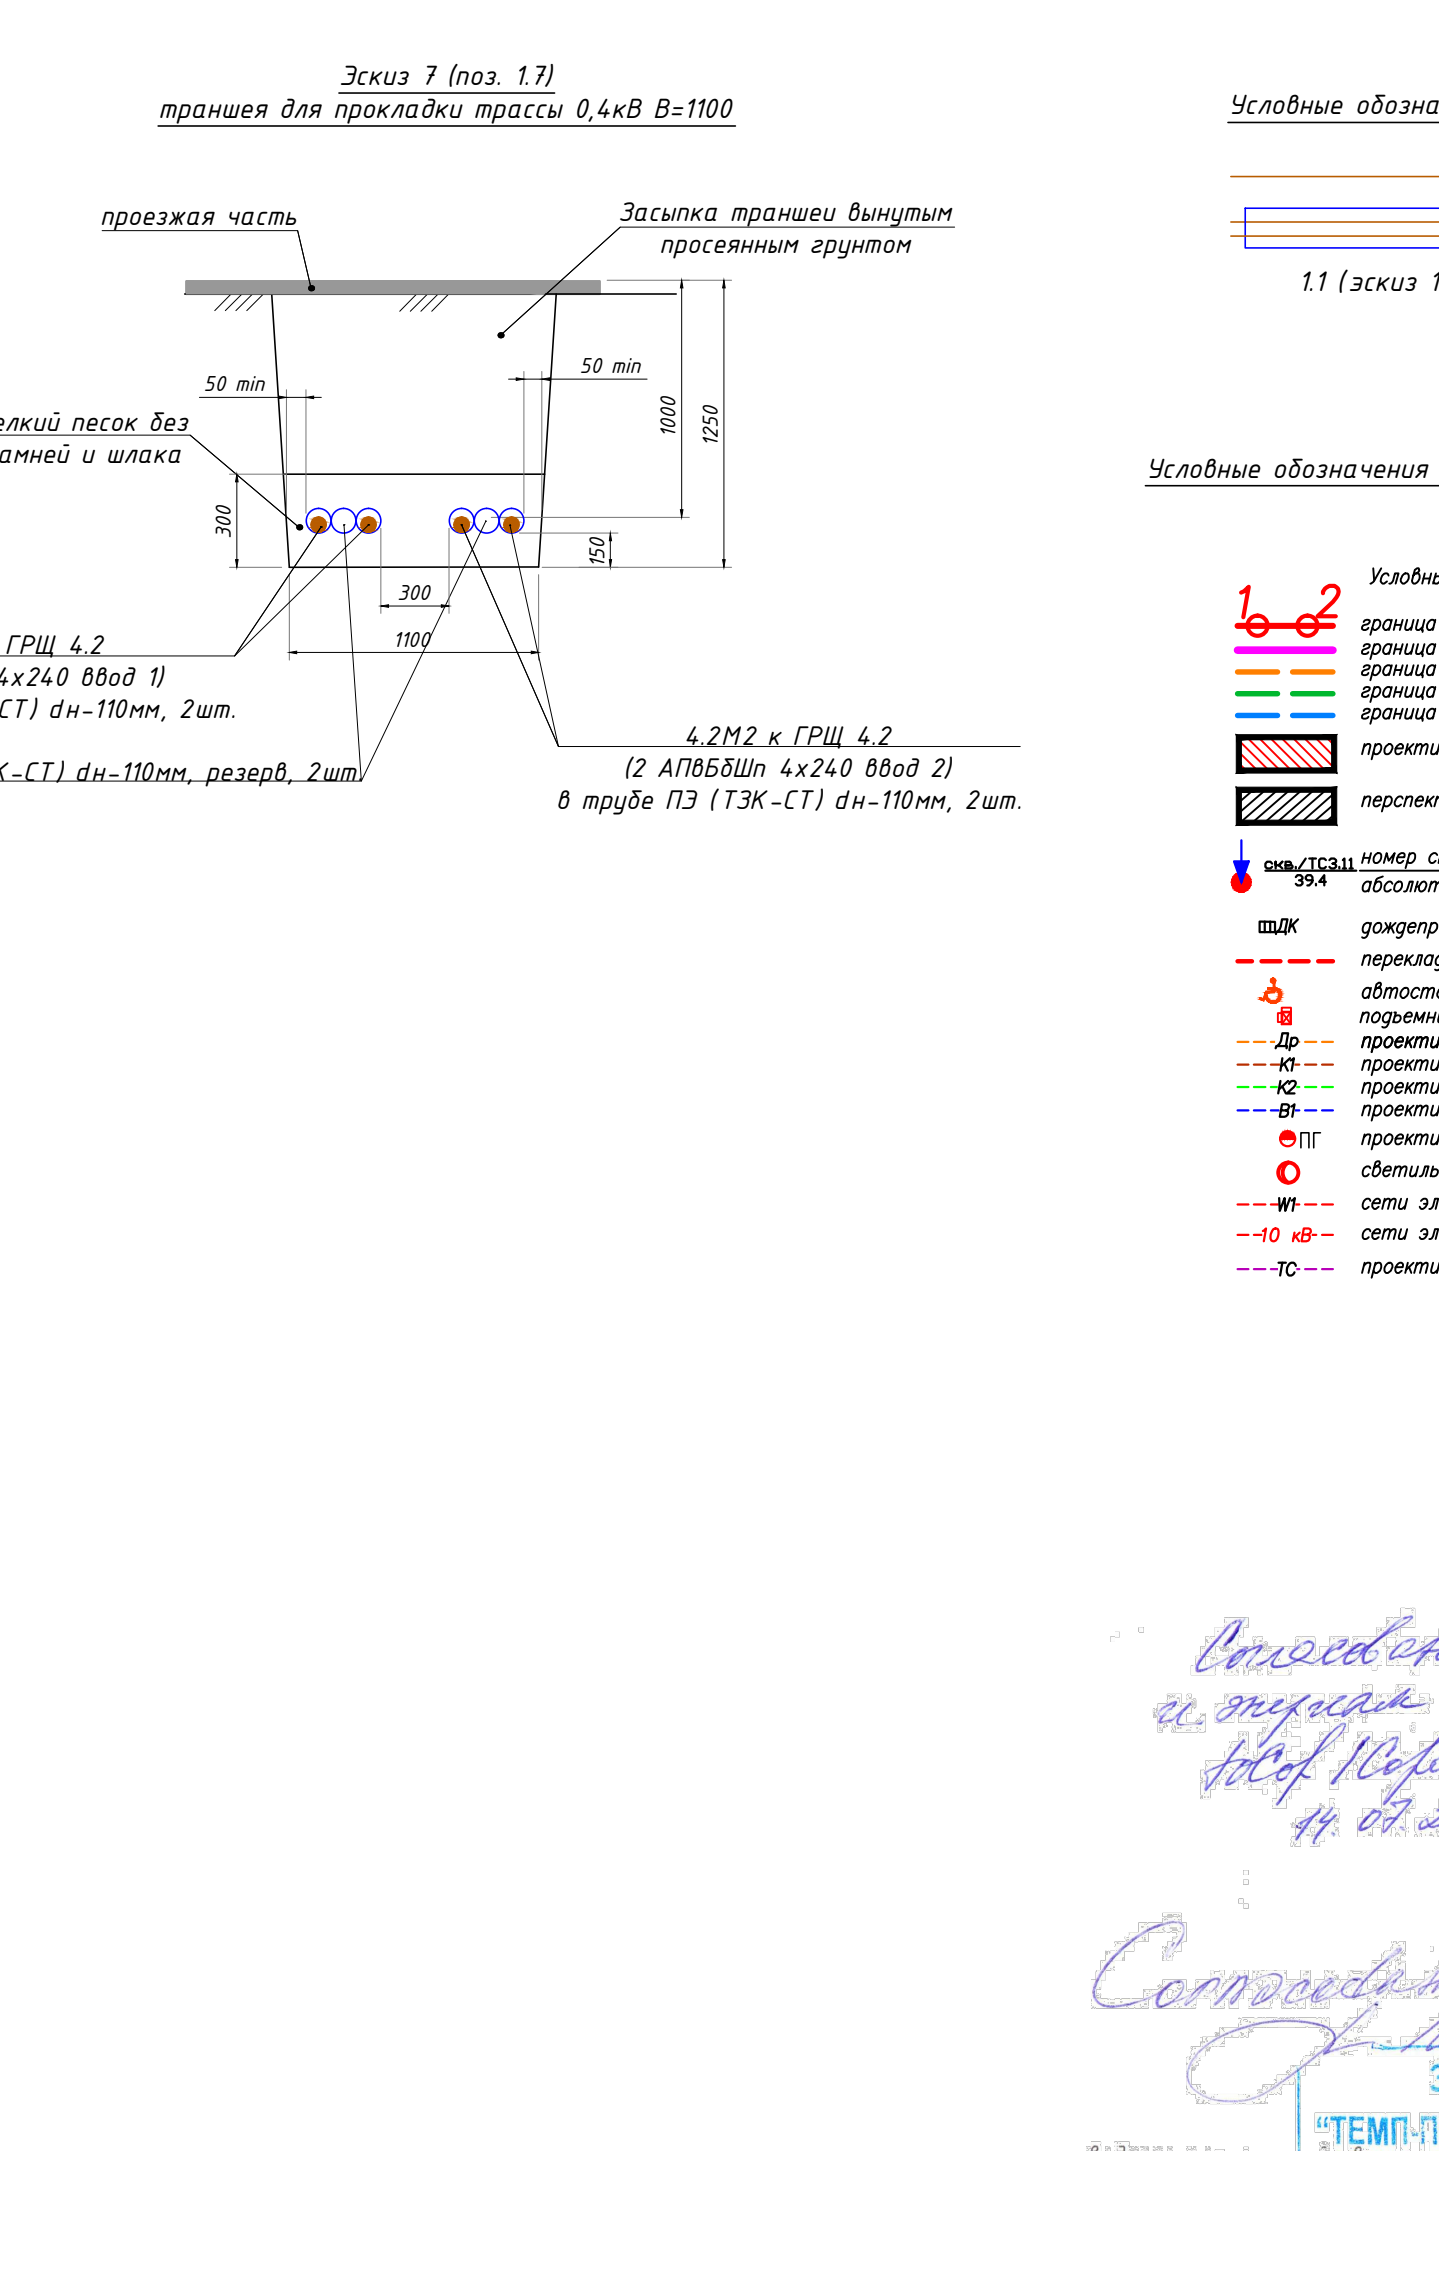 Эскиз 7 (поз. 1.7)
траншея для прокладки трассы 0,4кВ В=1100
проезжая часть
Засыпка траншеи вынутым
просеянным грунтом
50 min
50 min
елкий песок без
амней и шлака
1000
1250
300
150
300
1100
ГРЩ 4.2
4х240 ввод 1)
СТ) dн-110мм, 2шт.
К-СТ) dн-110мм, резерв, 2шт
4.2М2 к ГРЩ 4.2
(2 АПвБбШп 4х240 ввод 2)
в трубе ПЭ (ТЗК-СТ) dн-110мм, 2шт.
Условные обозна
1.1 (эскиз 1
Условные обозначения
Условны
1 2
граница
граница
граница
граница
граница
проекти
перспек
скв./ТС3.11 номер с
39.4 абсолют
ДК дождепр
переклад
автосто
подъемн
Др проекти
К1 проекти
К2 проекти
В1 проекти
ПГ проекти
светиль
W1 сети эл
10 кВ сети эл
ТС проекти
Согласован
14.07.2
Согласован
"ТЕМП-П